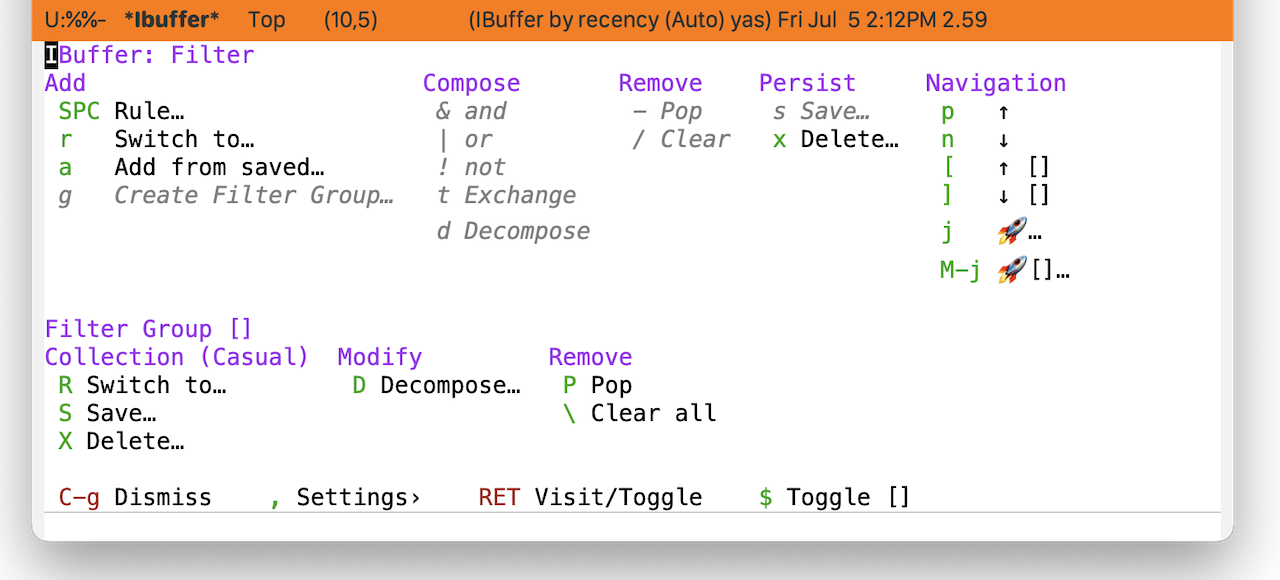 U:%%– *Ibuffer* Top (10,5) (IBuffer by recency (Auto) yas) Fri Jul 5 2:12PM 2.59
IBuffer: Filter
Add Compose Remove Persist Navigation
SPC Rule… & and – Pop s Save… p ↑
r Switch to… | or / Clear x Delete… n ↓
a Add from saved… ! not [ ↑ []
g Create Filter Group… t Exchange ] ↓ []
d Decompose j 🚀…
M–j 🚀[]…
Filter Group []
Collection (Casual) Modify Remove
R Switch to… D Decompose… P Pop
S Save… \ Clear all
X Delete…
C–g Dismiss , Settings› RET Visit/Toggle $ Toggle []